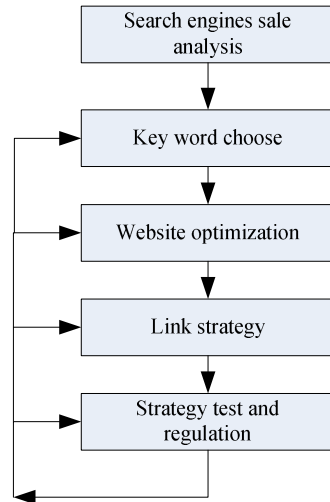 Search engines sale
analysis
Key word choose
Website optimization
Link strategy
Strategy test and
regulation